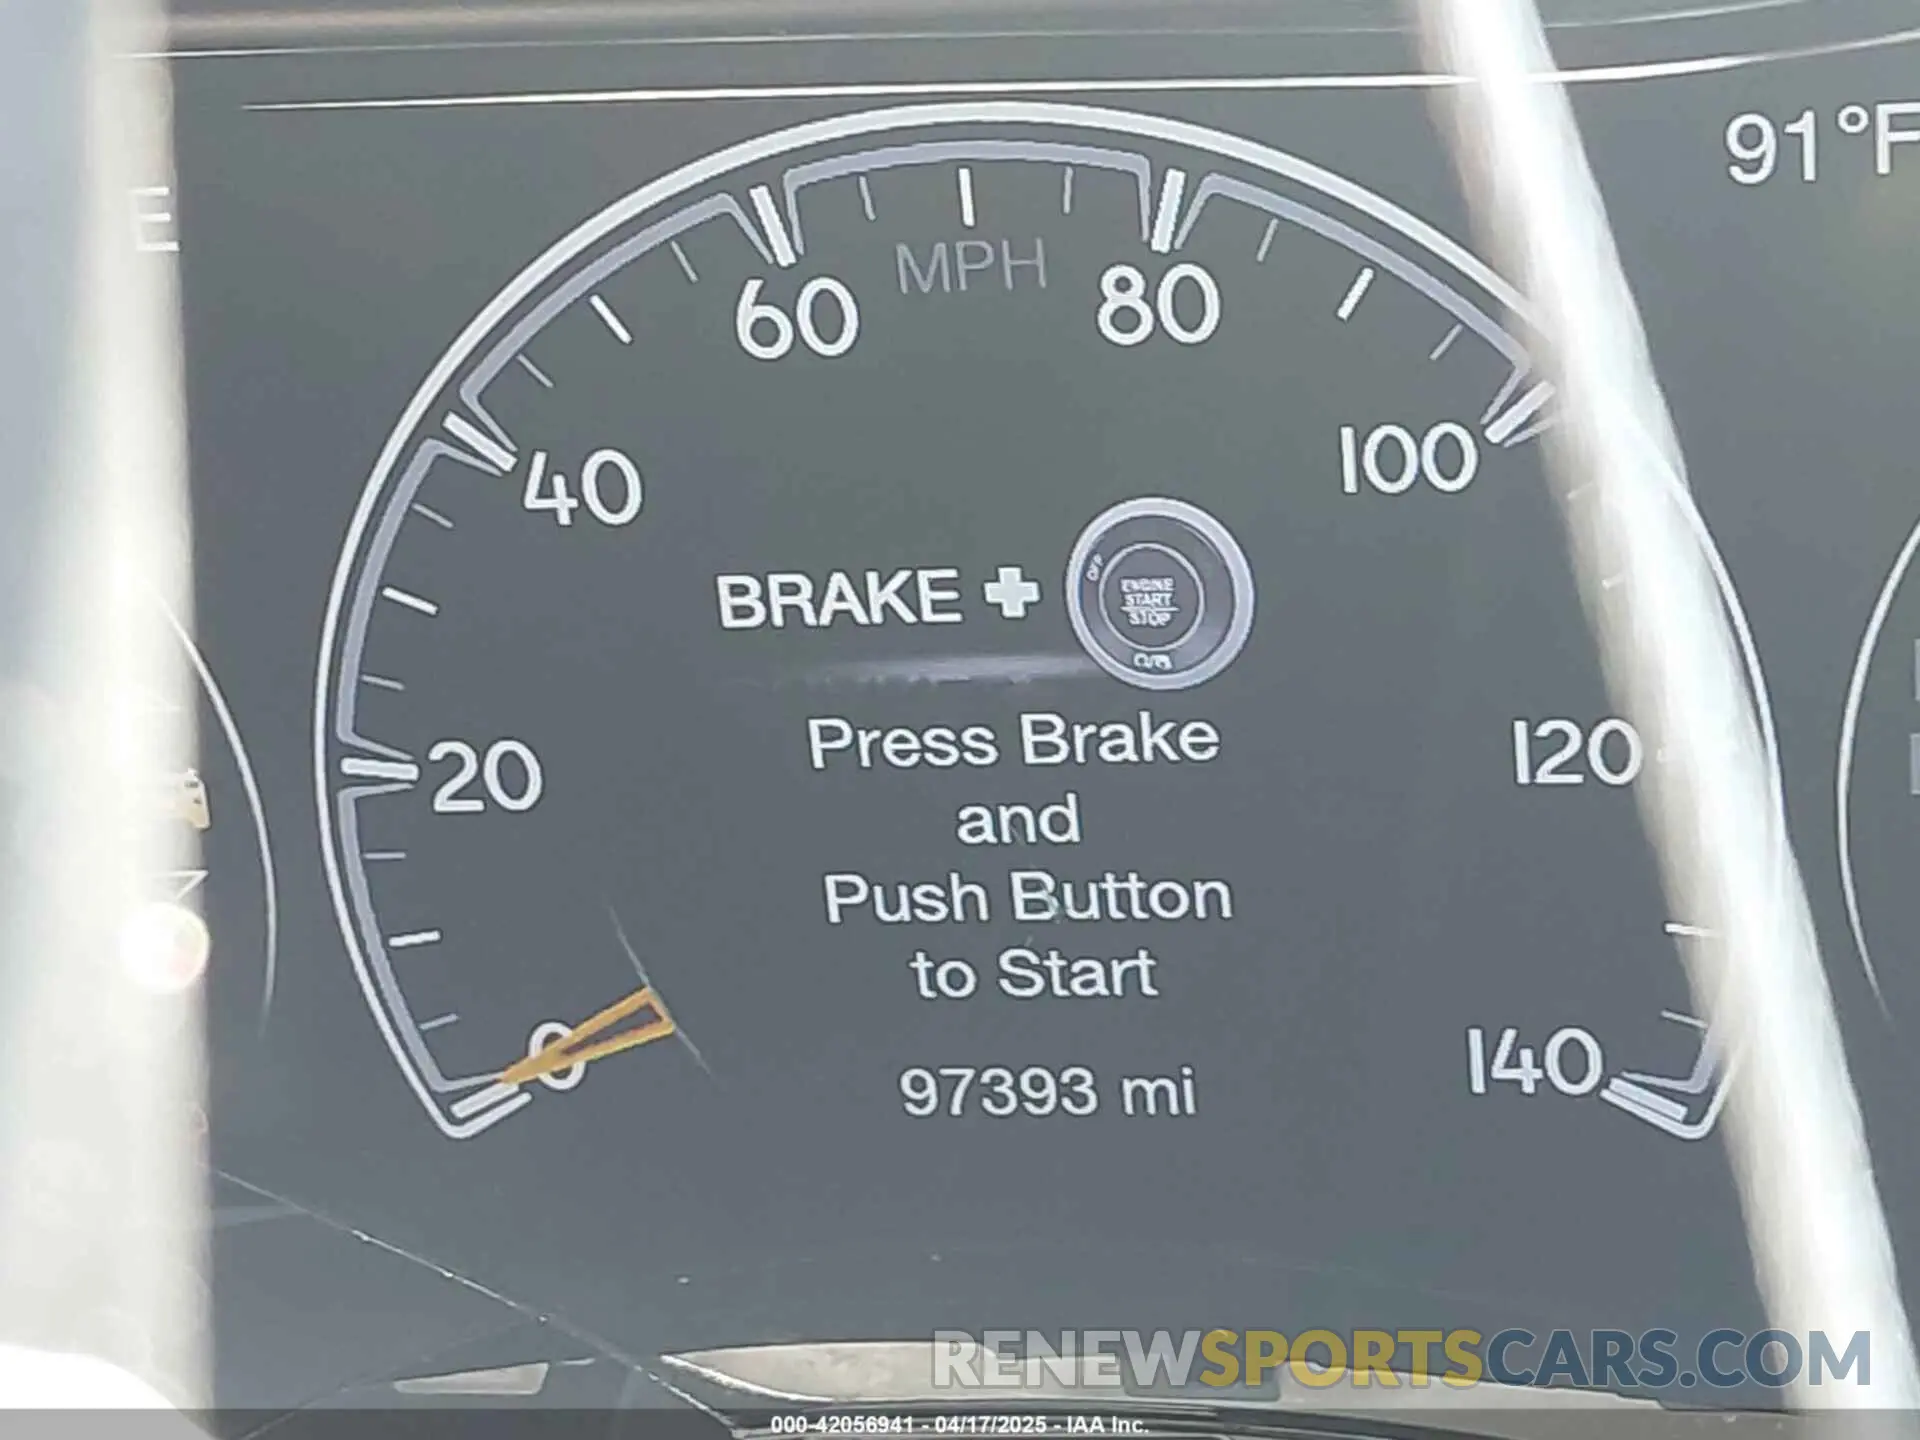 91°F
E
MPH
60 80
40 100
BRAKE +
OFF
ENGINE
START
STOP
Press Brake
20 120
and
Push Button
to Start
0 140
97393 mi
RENEWSPORTSCARS.COM
000-42056941 - 04/17/2025 - IAA Inc.